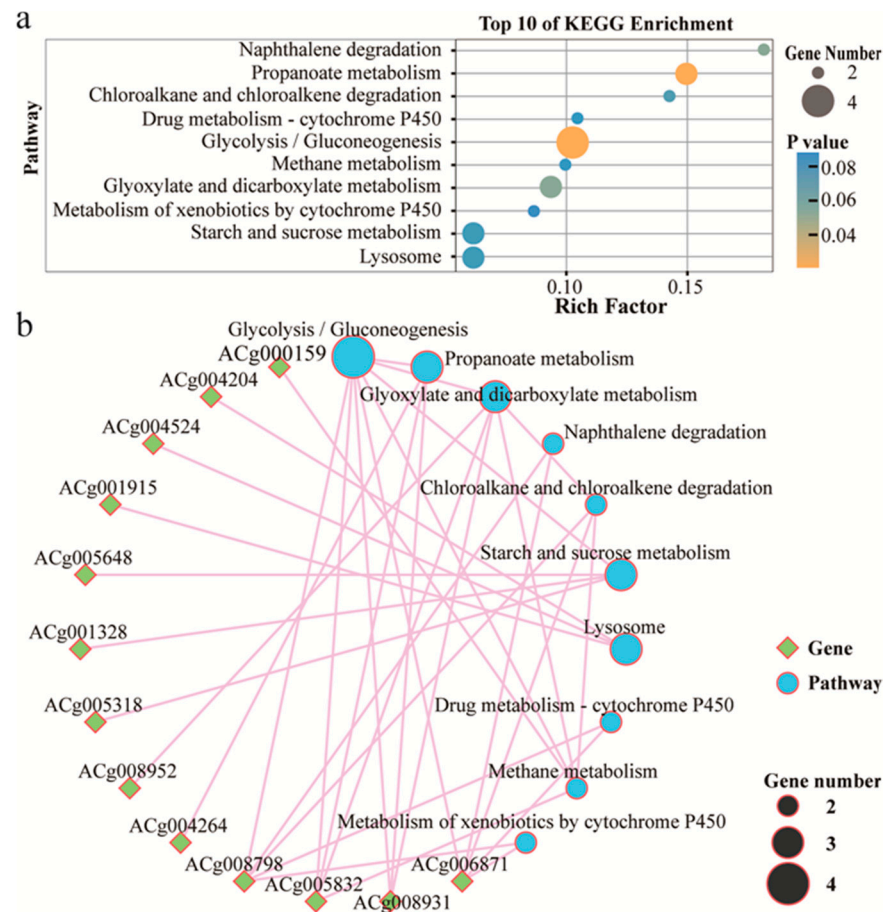 a
Top 10 of KEGG Enrichment
Pathway
Naphthalene degradation
Propanoate metabolism
Chloroalkane and chloroalkene degradation
Drug metabolism - cytochrome P450
Glycolysis / Gluconeogenesis
Methane metabolism
Glyoxylate and dicarboxylate metabolism
Metabolism of xenobiotics by cytochrome P450
Starch and sucrose metabolism
Lysosome
0.10 0.15
Rich Factor
Gene Number
2
4
P value
0.08
0.06
0.04
b
Glycolysis / Gluconeogenesis
ACg000159
Propanoate metabolism
ACg004204
Glyoxylate and dicarboxylate metabolism
ACg004524
Naphthalene degradation
ACg001915
Chloroalkane and chloroalkene degradation
ACg005648
Starch and sucrose metabolism
ACg001328
Lysosome
ACg005318
Drug metabolism - cytochrome P450
ACg008952
Methane metabolism
ACg004264
Metabolism of xenobiotics by cytochrome P450
ACg008798
ACg005832
ACg008931
ACg006871
Gene
Pathway
Gene number
2
3
4